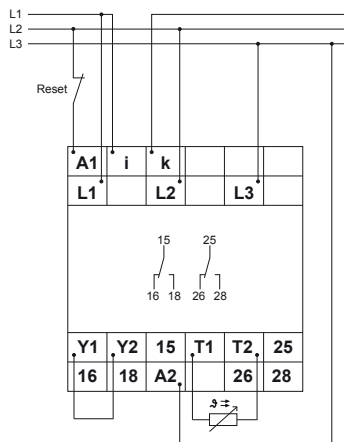 L1
L2
L3
Reset
A1 i k
L1 L2 L3
15 25
16 18 26 28
Y1 Y2 15 T1 T2 25
16 18 A2 26 28
ϑ